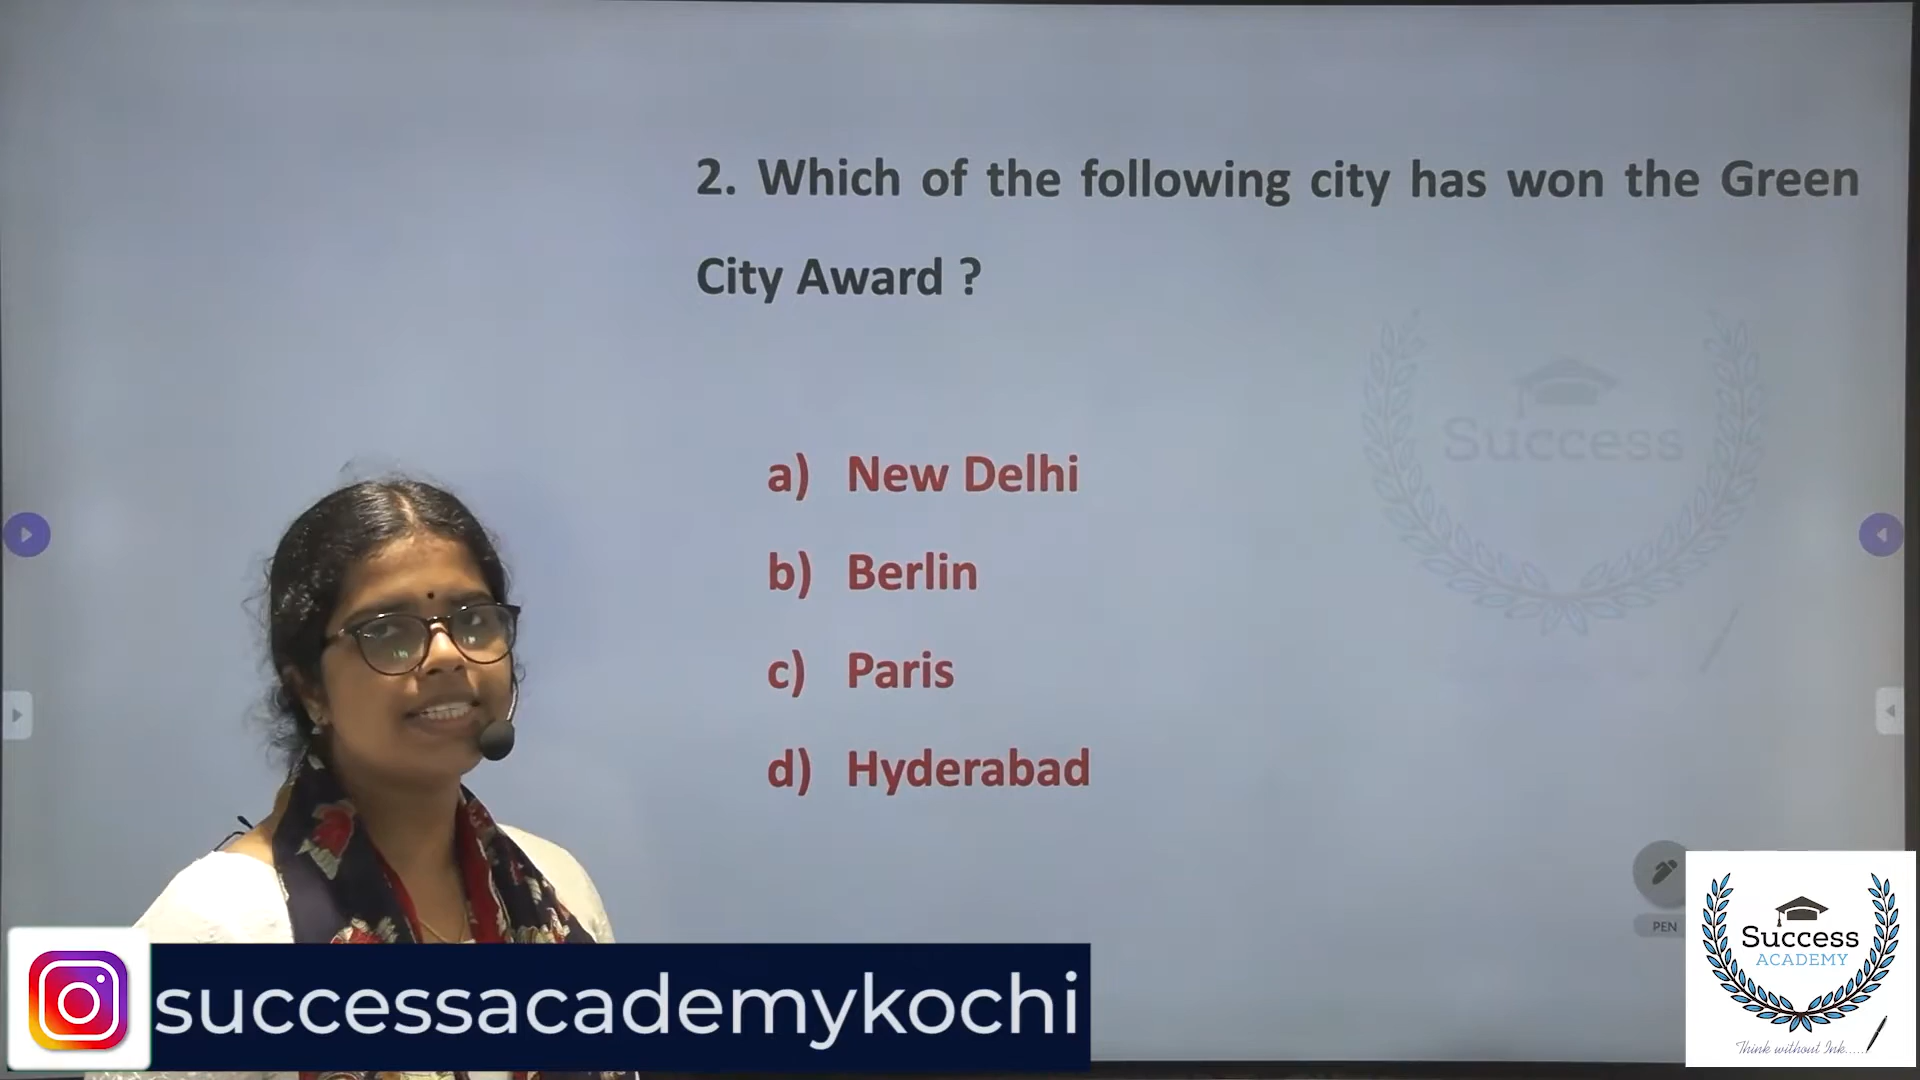 2. Which of the following city has won the Green
City Award ?
Success
a) New Delhi
b) Berlin
c) Paris
d) Hyderabad
PEN
successacademykochi
Success
ACADEMY
Think without Ink.....